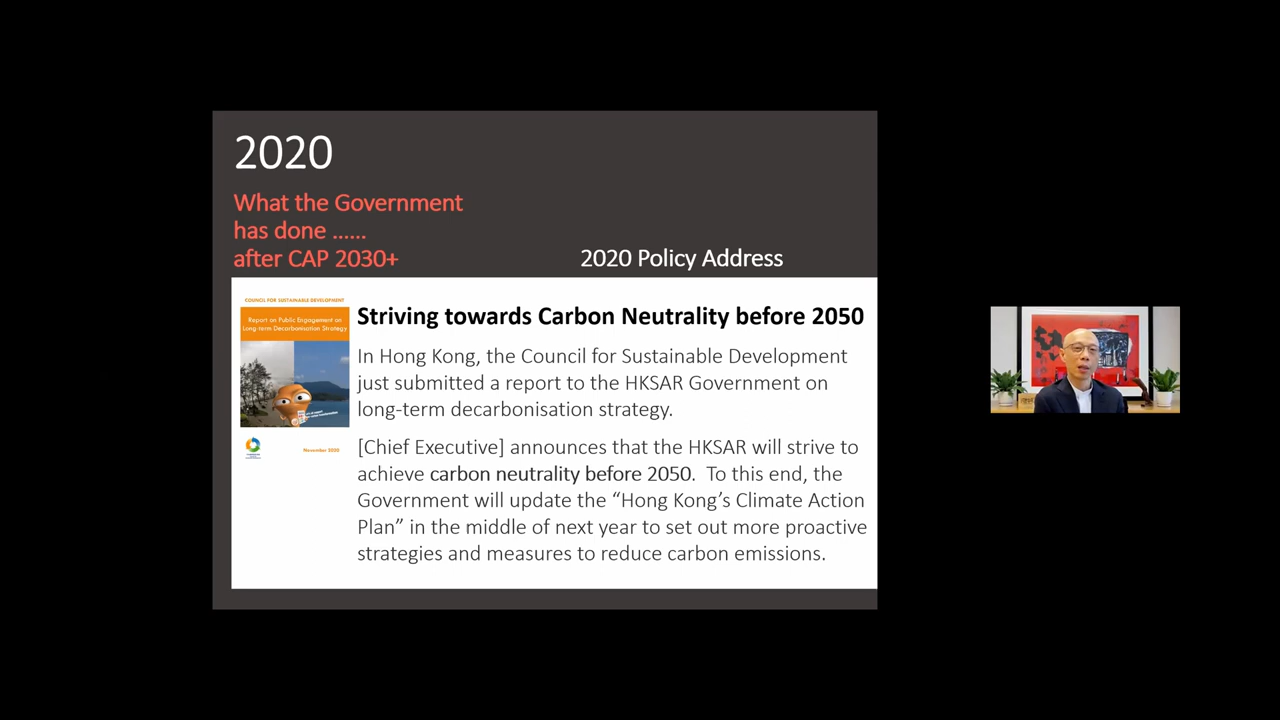 2020
What the Government
has done ......
after CAP 2030+
2020 Policy Address
COUNCIL FOR SUSTAINABLE DEVELOPMENT
Report on Public Engagement on
Long-term Decarbonisation Strategy
November 2020
Striving towards Carbon Neutrality before 2050
In Hong Kong, the Council for Sustainable Development
just submitted a report to the HKSAR Government on
long-term decarbonisation strategy.
[Chief Executive] announces that the HKSAR will strive to
achieve carbon neutrality before 2050. To this end, the
Government will update the “Hong Kong’s Climate Action
Plan” in the middle of next year to set out more proactive
strategies and measures to reduce carbon emissions.